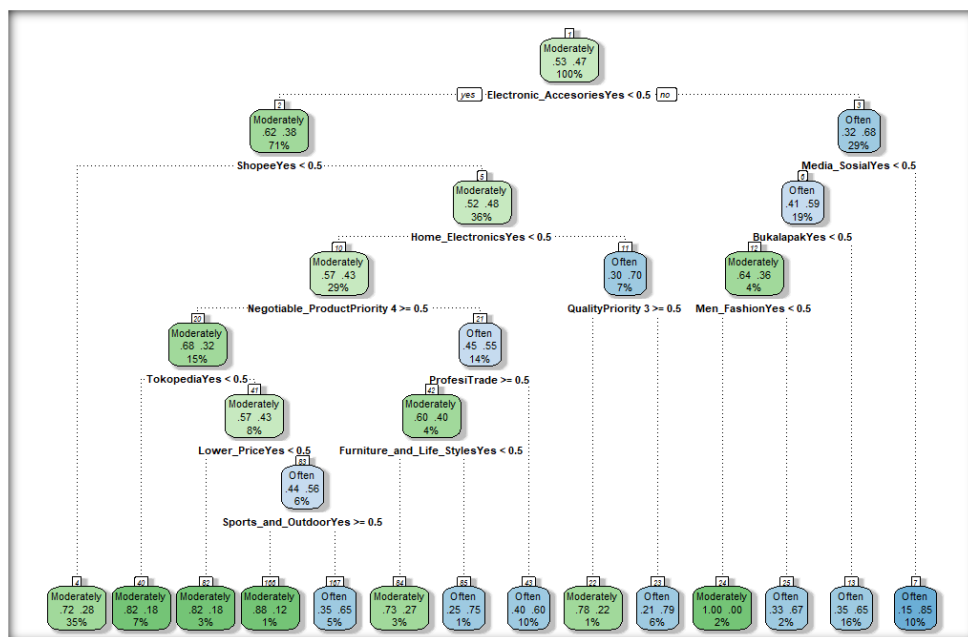 1
Moderately
.53 .47
100%
yes Electronic_AccesoriesYes < 0.5 no
2
Moderately
.62 .38
71%
3
Often
.32 .68
29%
ShopeeYes < 0.5
Media_SosialYes < 0.5
5
Moderately
.52 .48
36%
6
Often
.41 .59
19%
Home_ElectronicsYes < 0.5
BukalapakYes < 0.5
10
Moderately
.57 .43
29%
11
Often
.30 .70
7%
12
Moderately
.64 .36
4%
Negotiable_ProductPriority 4 >= 0.5
QualityPriority 3 >= 0.5
Men_FashionYes < 0.5
20
Moderately
.68 .32
15%
21
Often
.45 .55
14%
TokopediaYes < 0.5
ProfesiTrade >= 0.5
41
Moderately
.57 .43
8%
42
Moderately
.60 .40
4%
Lower_PriceYes < 0.5
Furniture_and_Life_StylesYes < 0.5
83
Often
.44 .56
6%
Sports_and_OutdoorYes >= 0.5
4
Moderately
.72 .28
35%
40
Moderately
.82 .18
7%
82
Moderately
.82 .18
3%
166
Moderately
.88 .12
1%
167
Often
.35 .65
5%
84
Moderately
.73 .27
3%
85
Often
.25 .75
1%
43
Often
.40 .60
10%
22
Moderately
.78 .22
1%
23
Often
.21 .79
6%
24
Moderately
1.00 .00
2%
25
Often
.33 .67
2%
13
Often
.35 .65
16%
7
Often
.15 .85
10%